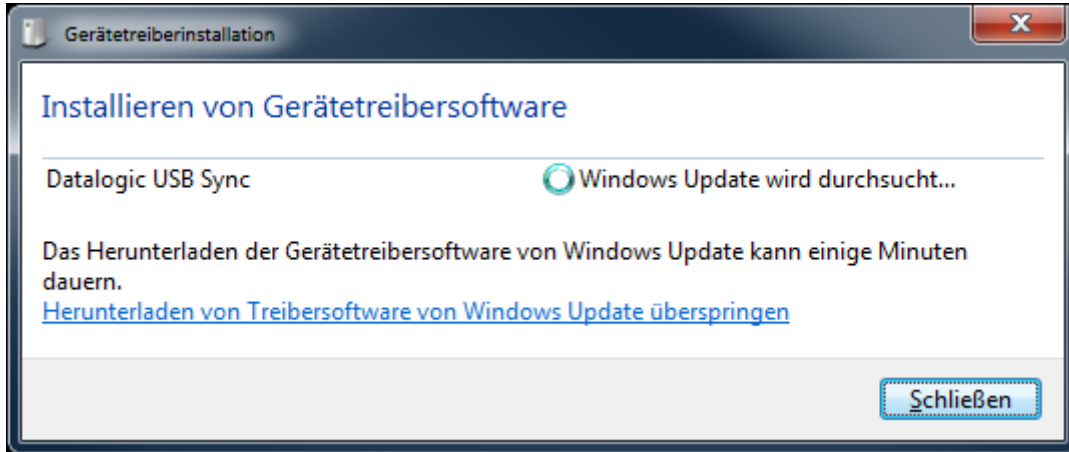 Gerätetreiberinstallation
Installieren von Gerätetreibersoftware
Datalogic USB Sync Windows Update wird durchsucht...
Das Herunterladen der Gerätetreibersoftware von Windows Update kann einige Minuten
dauern.
Herunterladen von Treibersoftware von Windows Update überspringen
Schließen